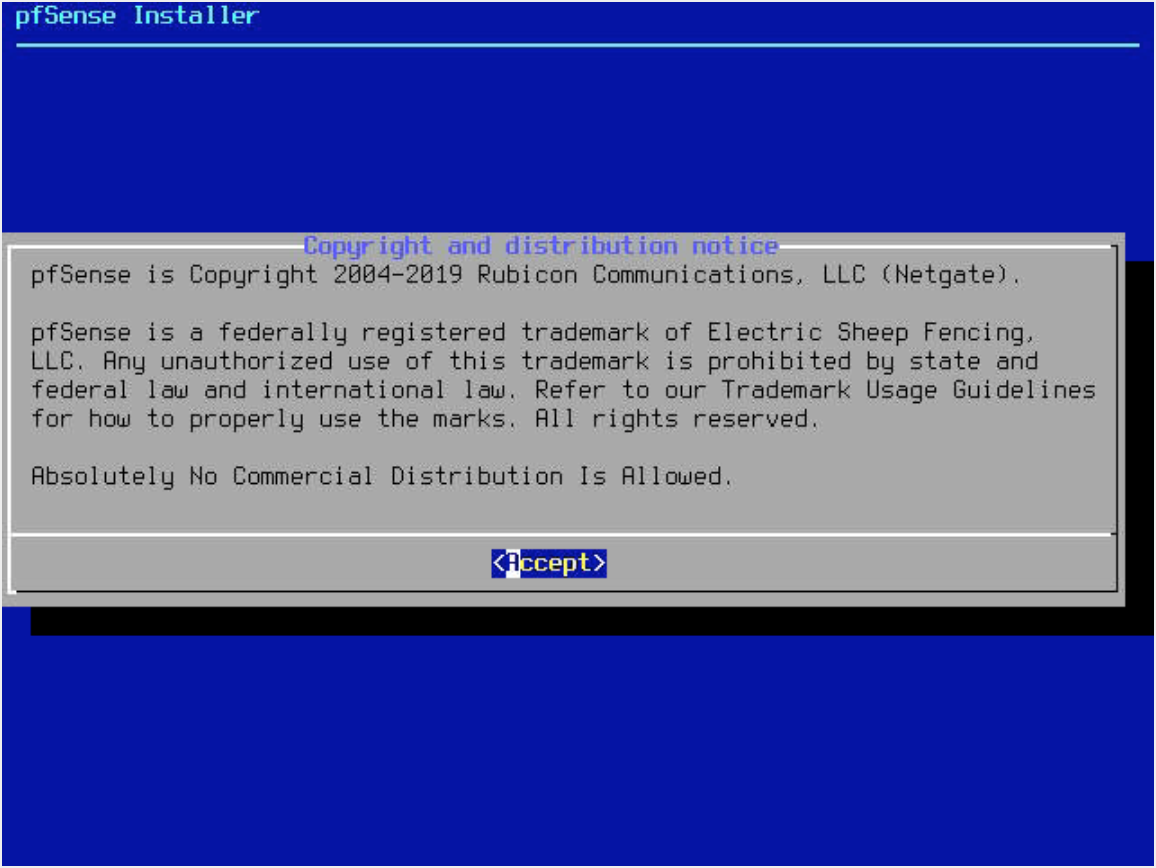 pfSense Installer
Copyright and distribution notice
pfSense is Copyright 2004-2019 Rubicon Communications, LLC (Netgate).
pfSense is a federally registered trademark of Electric Sheep Fencing,
LLC. Any unauthorized use of this trademark is prohibited by state and
federal law and international law. Refer to our Trademark Usage Guidelines
for how to properly use the marks. All rights reserved.
Absolutely No Commercial Distribution Is Allowed.
<Accept>